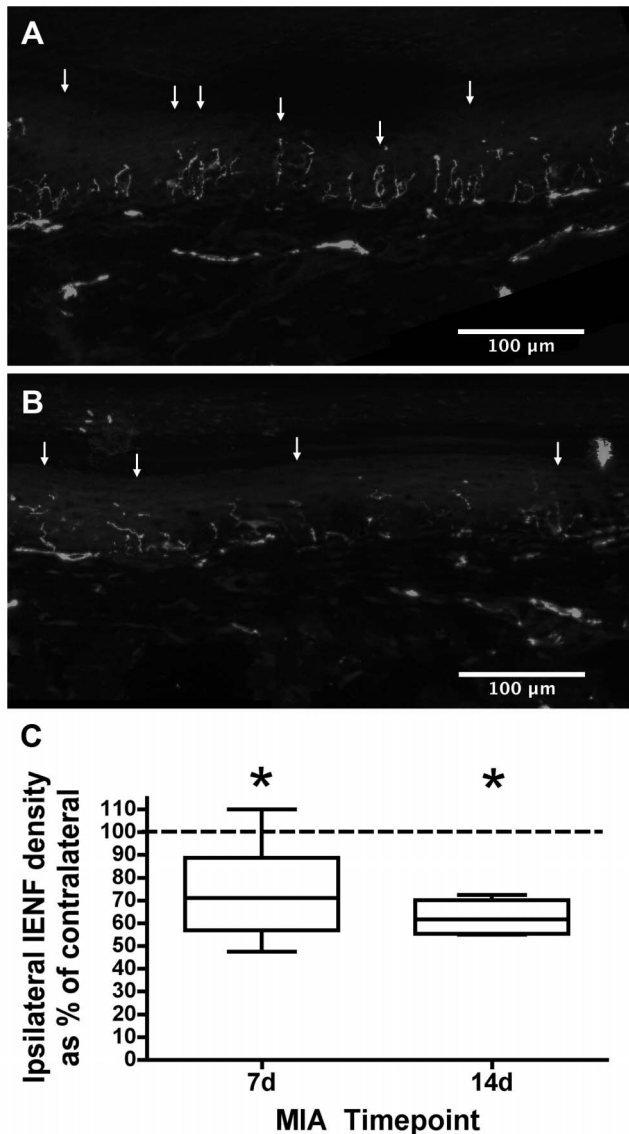 A
100 µm
B
100 µm
C
Ipsilateral IENF density
as % of contralateral
* *
110
100
90
80
70
60
50
40
30
20
10
0
7d 14d
MIA Timepoint